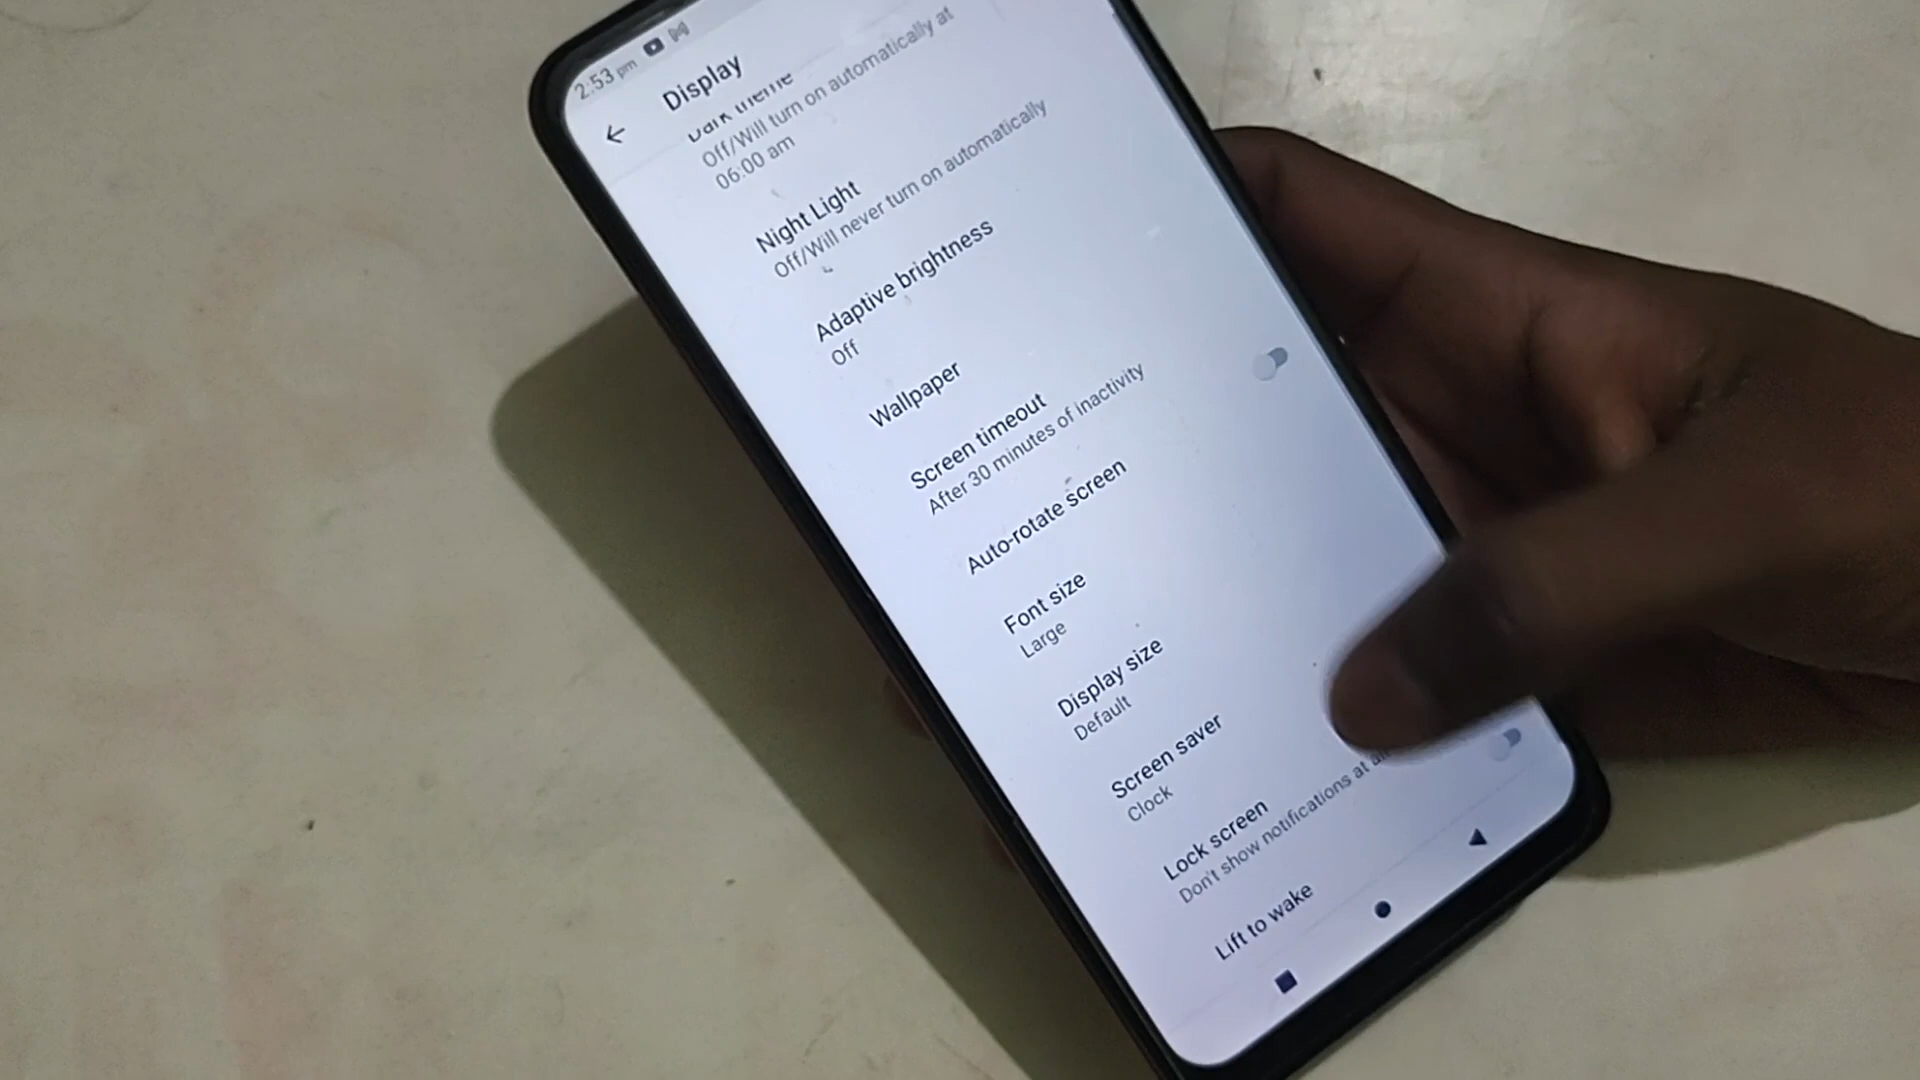 2:53 pm
Display
Dark theme
Off/Will turn on automatically at
06:00 am
Night Light
Off/Will never turn on automatically
Adaptive brightness
Off
Wallpaper
Screen timeout
After 30 minutes of inactivity
Auto-rotate screen
Font size
Large
Display size
Default
Screen saver
Clock
Lock screen
Don't show notifications at
Lift to wake